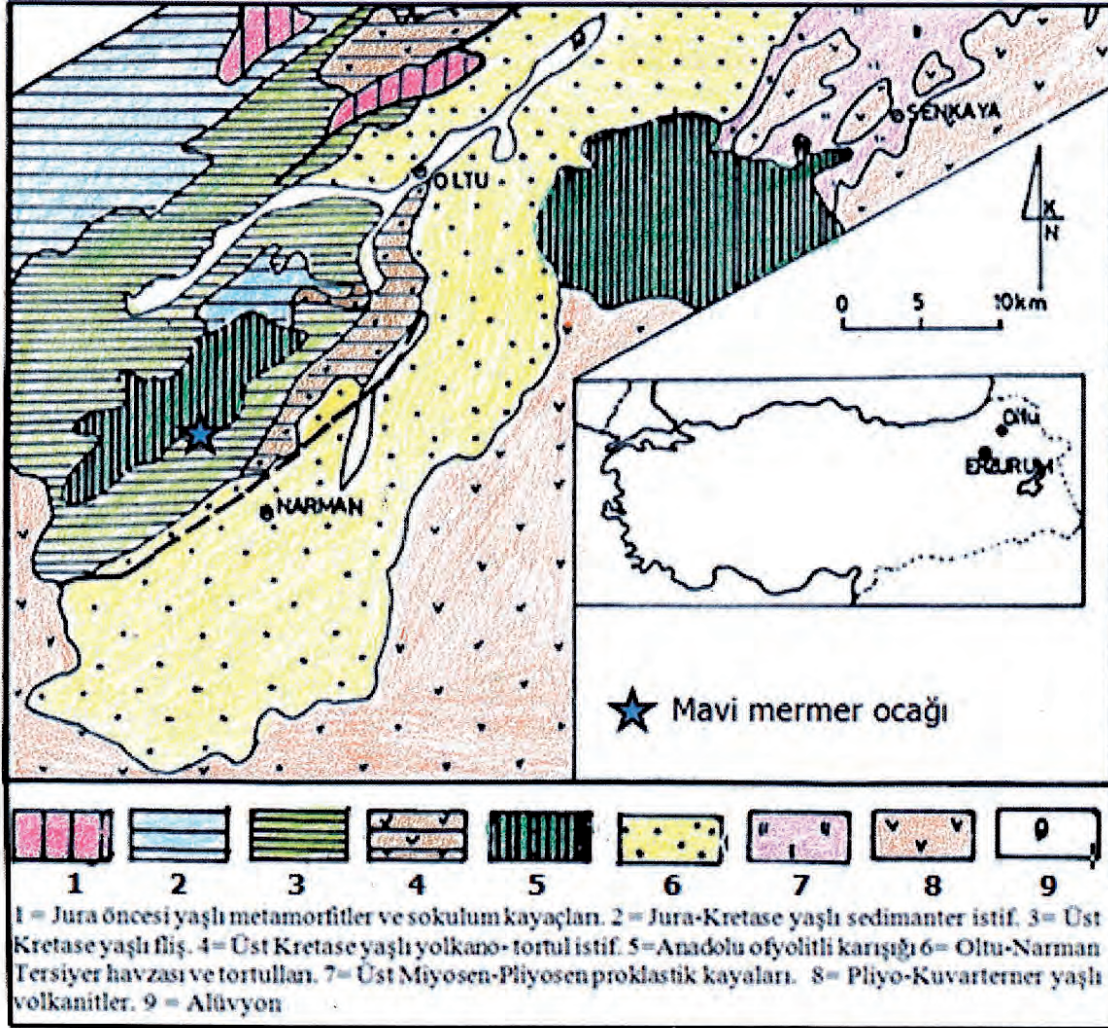 SENKAYA
OLTU
N
0 5 10km
Oltu
ERZURUM
NARMAN
Mavi mermer ocağı
1 2 3 4 5 6 7 8 9
1 = Jura öncesi yaşlı metamorfitler ve sokulum kayaçları. 2 = Jura-Kretase yaşlı sedimanter istif. 3= Üst
Kretase yaşlı fliş. 4= Üst Kretase yaşlı yolkano- tortul istif. 5=Anadolu ofyolitli karışığı 6= Oltu-Narman
Tersiyer havzası ve tortulları. 7= Üst Miyosen-Pliyosen proklastik kayaları. 8= Pliyo-Kuvarterner yaşlı
volkanitler. 9 = Alüvyon